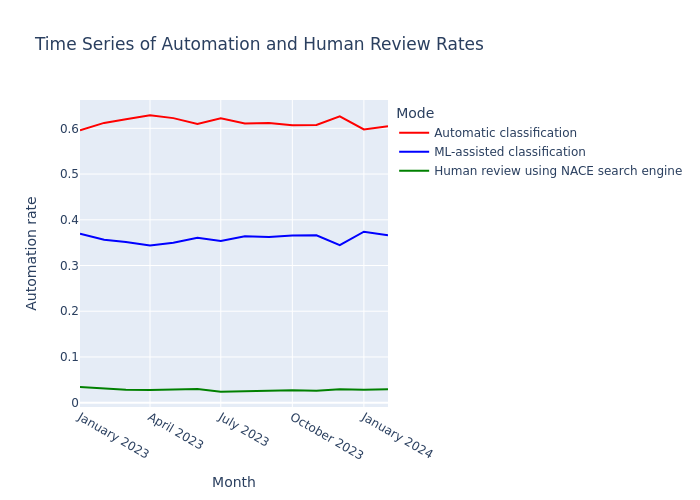 Time Series of Automation and Human Review Rates
Mode
Automatic classification
ML-assisted classification
Human review using NACE search engine
Automation rate
0.6
0.5
0.4
0.3
0.2
0.1
0
January 2023
April 2023
July 2023
October 2023
January 2024
Month